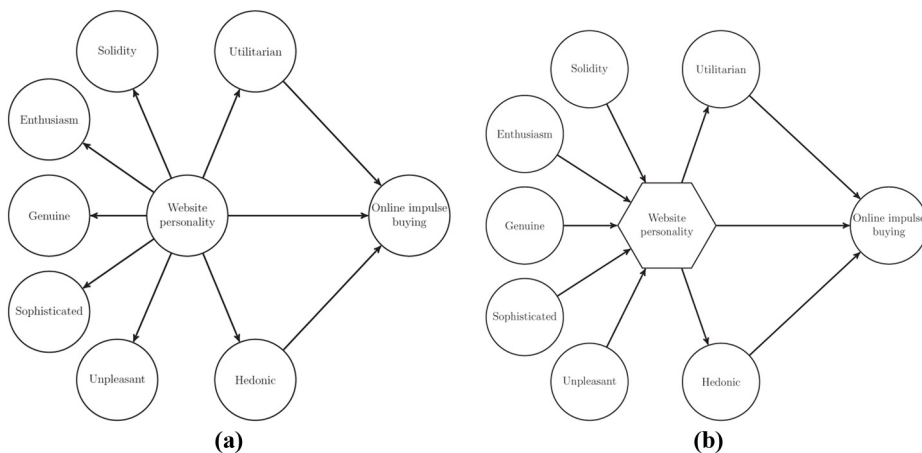 Solidity
Utilitarian
Enthusiasm
Genuine
Website
personality
Online impulse
buying
Sophisticated
Unpleasant
Hedonic
(a)
Solidity
Utilitarian
Enthusiasm
Genuine
Website
personality
Online impulse
buying
Sophisticated
Unpleasant
Hedonic
(b)